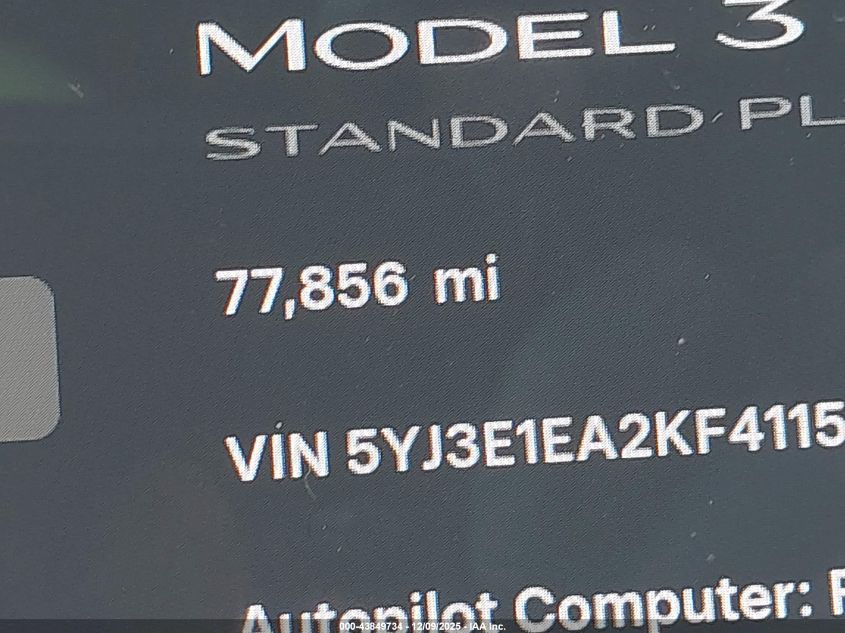 MODEL 3
STANDARD PL
77,856 mi
VIN 5YJ3E1EA2KF4115
Autopilot Computer:
000-43849734 - 12/09/2025 - IAA Inc.